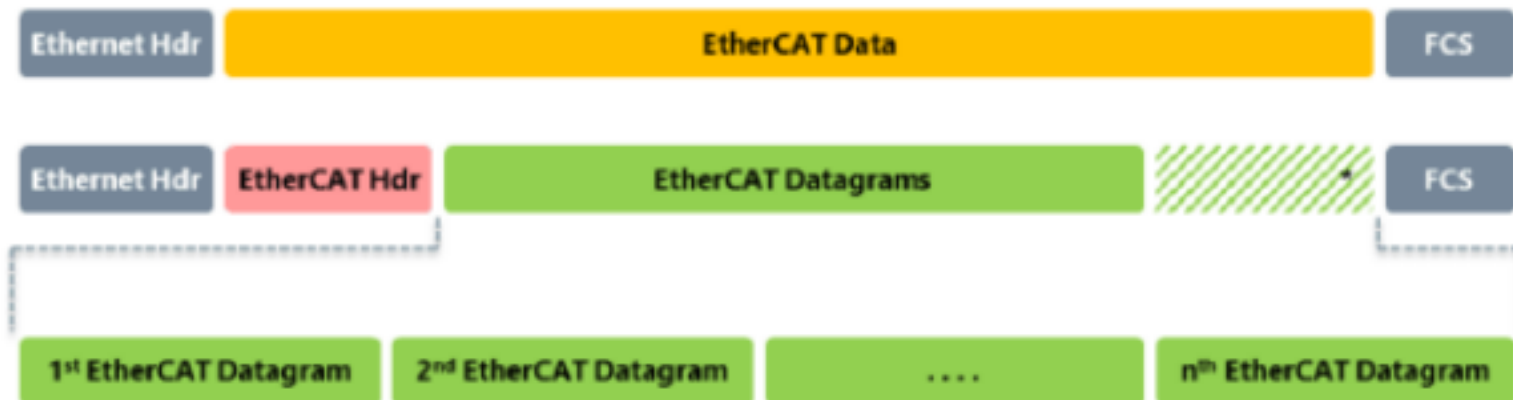 Ethernet Hdr EtherCAT Data FCS
Ethernet Hdr EtherCAT Hdr EtherCAT Datagrams * FCS
1st EtherCAT Datagram 2nd EtherCAT Datagram .... nth EtherCAT Datagram